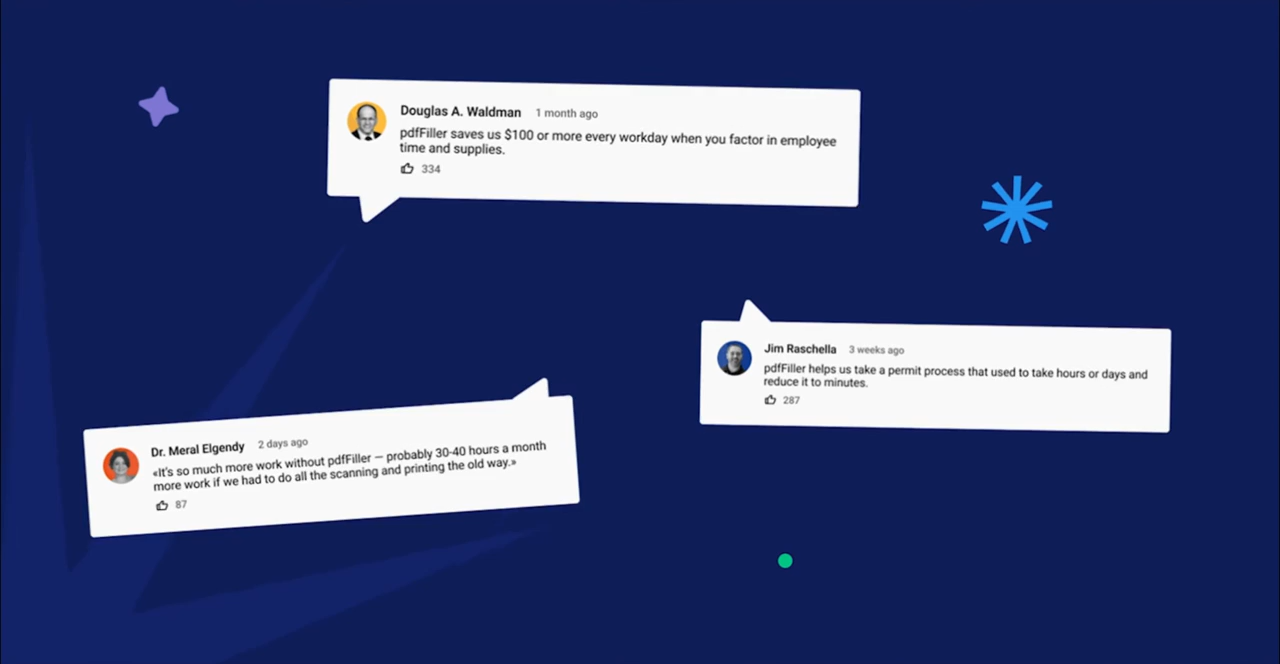 Douglas A. Waldman 1 month ago
pdfFiller saves us $100 or more every workday when you factor in employee
time and supplies.
334
Jim Raschella 3 weeks ago
pdfFiller helps us take a permit process that used to take hours or days and
reduce it to minutes.
287
Dr. Meral Elgendy 2 days ago
«It's so much more work without pdfFiller — probably 30-40 hours a month
more work if we had to do all the scanning and printing the old way.»
87